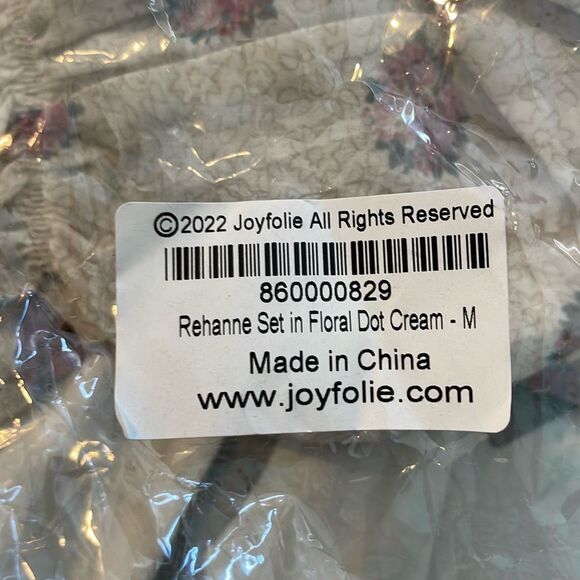 ©2022 Joyfolie All Rights Reserved
860000829
Rehanne Set in Floral Dot Cream - M
Made in China
www.joyfolie.com